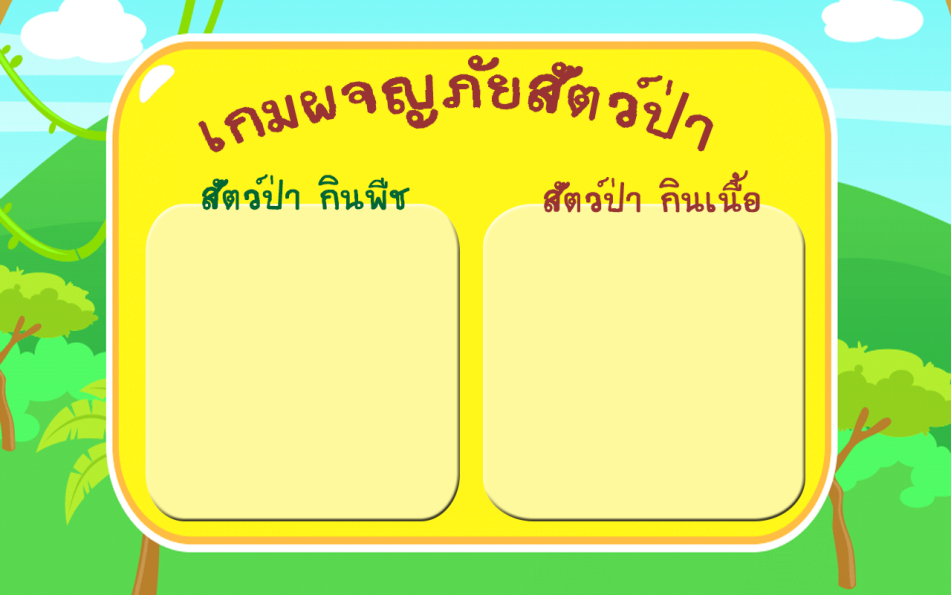 เกมผจญภัยสัตว์ป่า
สัตว์ป่า กินพืช
สัตว์ป่า กินเนื้อ